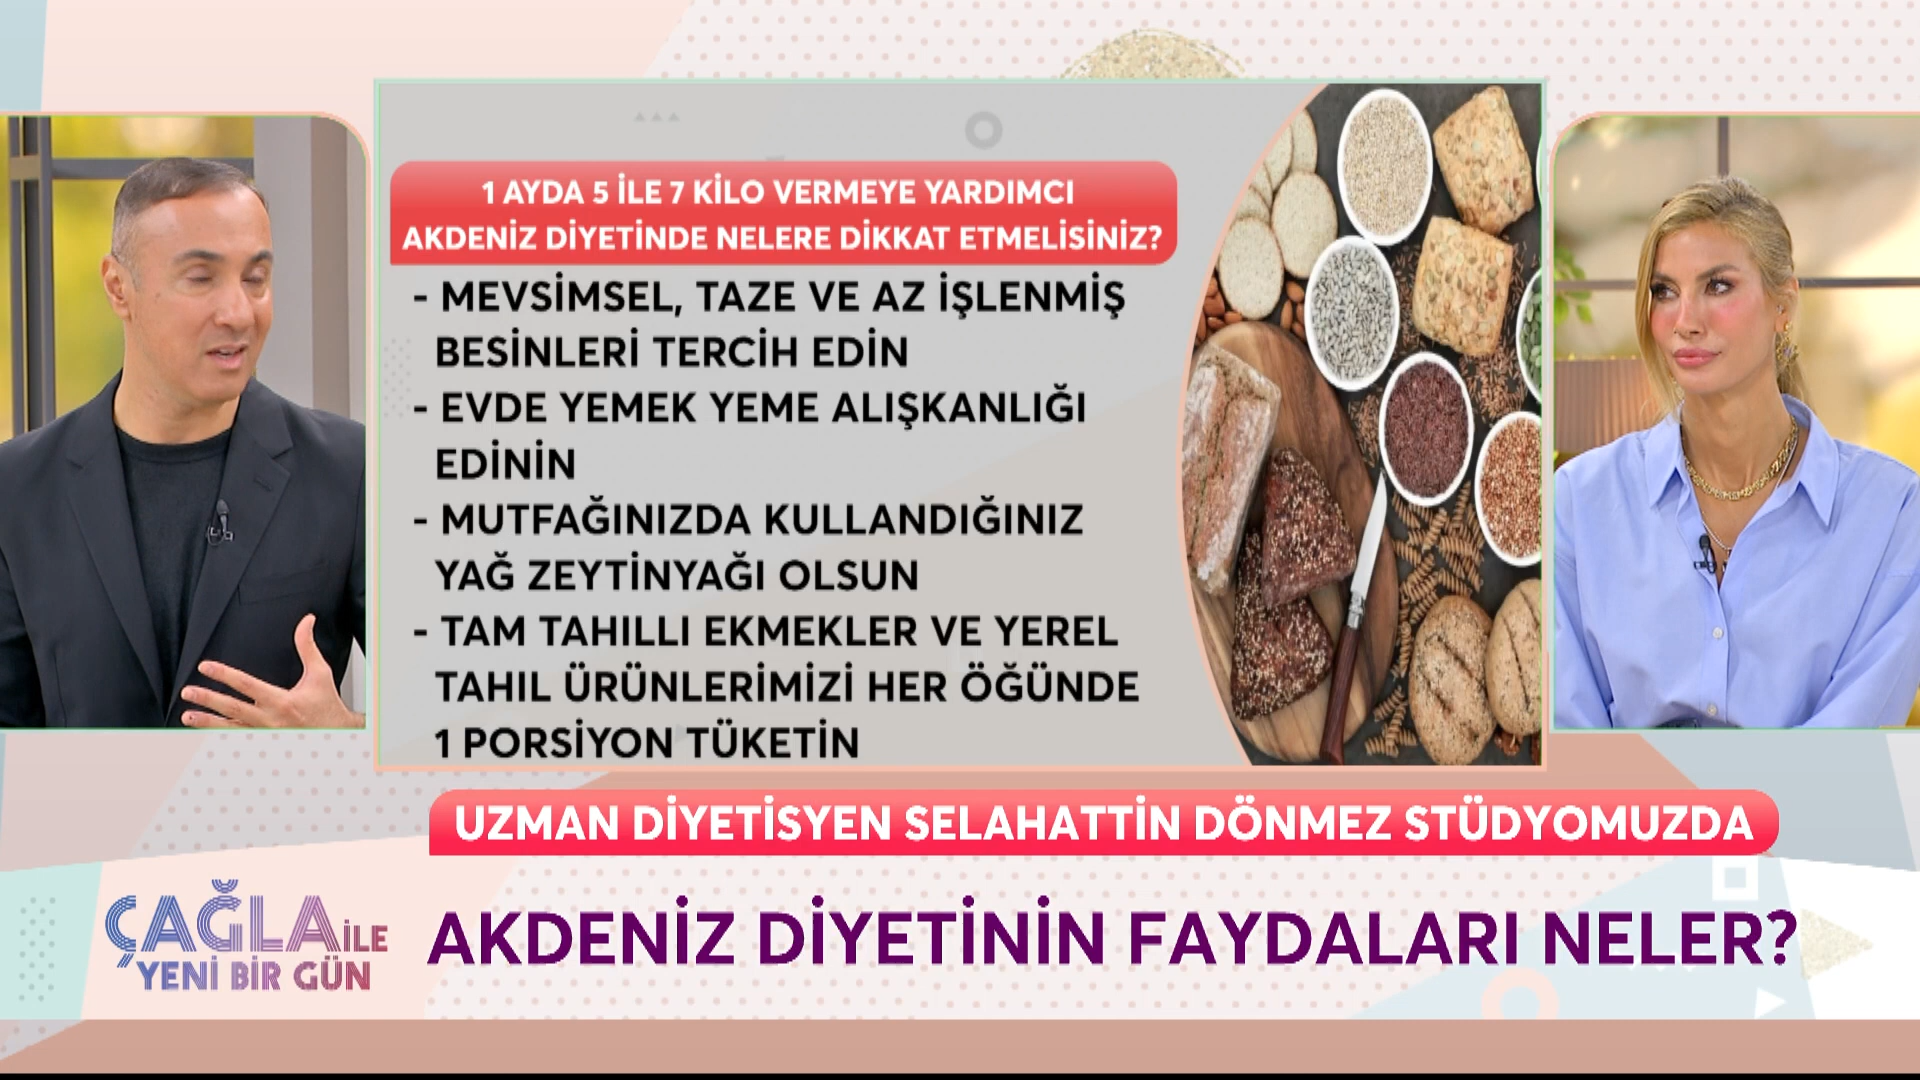 1 AYDA 5 İLE 7 KİLO VERMEYE YARDIMCI
AKDENİZ DİYETİNDE NELERE DİKKAT ETMELİSİNİZ?
- MEVSİMSEL, TAZE VE AZ İŞLENMİŞ
BESİNLERİ TERCİH EDİN
- EVDE YEMEK YEME ALIŞKANLIĞI
EDİNİN
- MUTFAĞINIZDA KULLANDIĞINIZ
YAĞ ZEYTİNYAĞI OLSUN
- TAM TAHILLI EKMEKLER VE YEREL
TAHIL ÜRÜNLERİMİZİ HER ÖĞÜNDE
1 PORSİYON TÜKETİN
UZMAN DİYETİSYEN SELAHATTİN DÖNMEZ STÜDYOMUZDA
ÇAĞLA İLE
YENİ BİR GÜN
AKDENİZ DİYETİNİN FAYDALARI NELER?